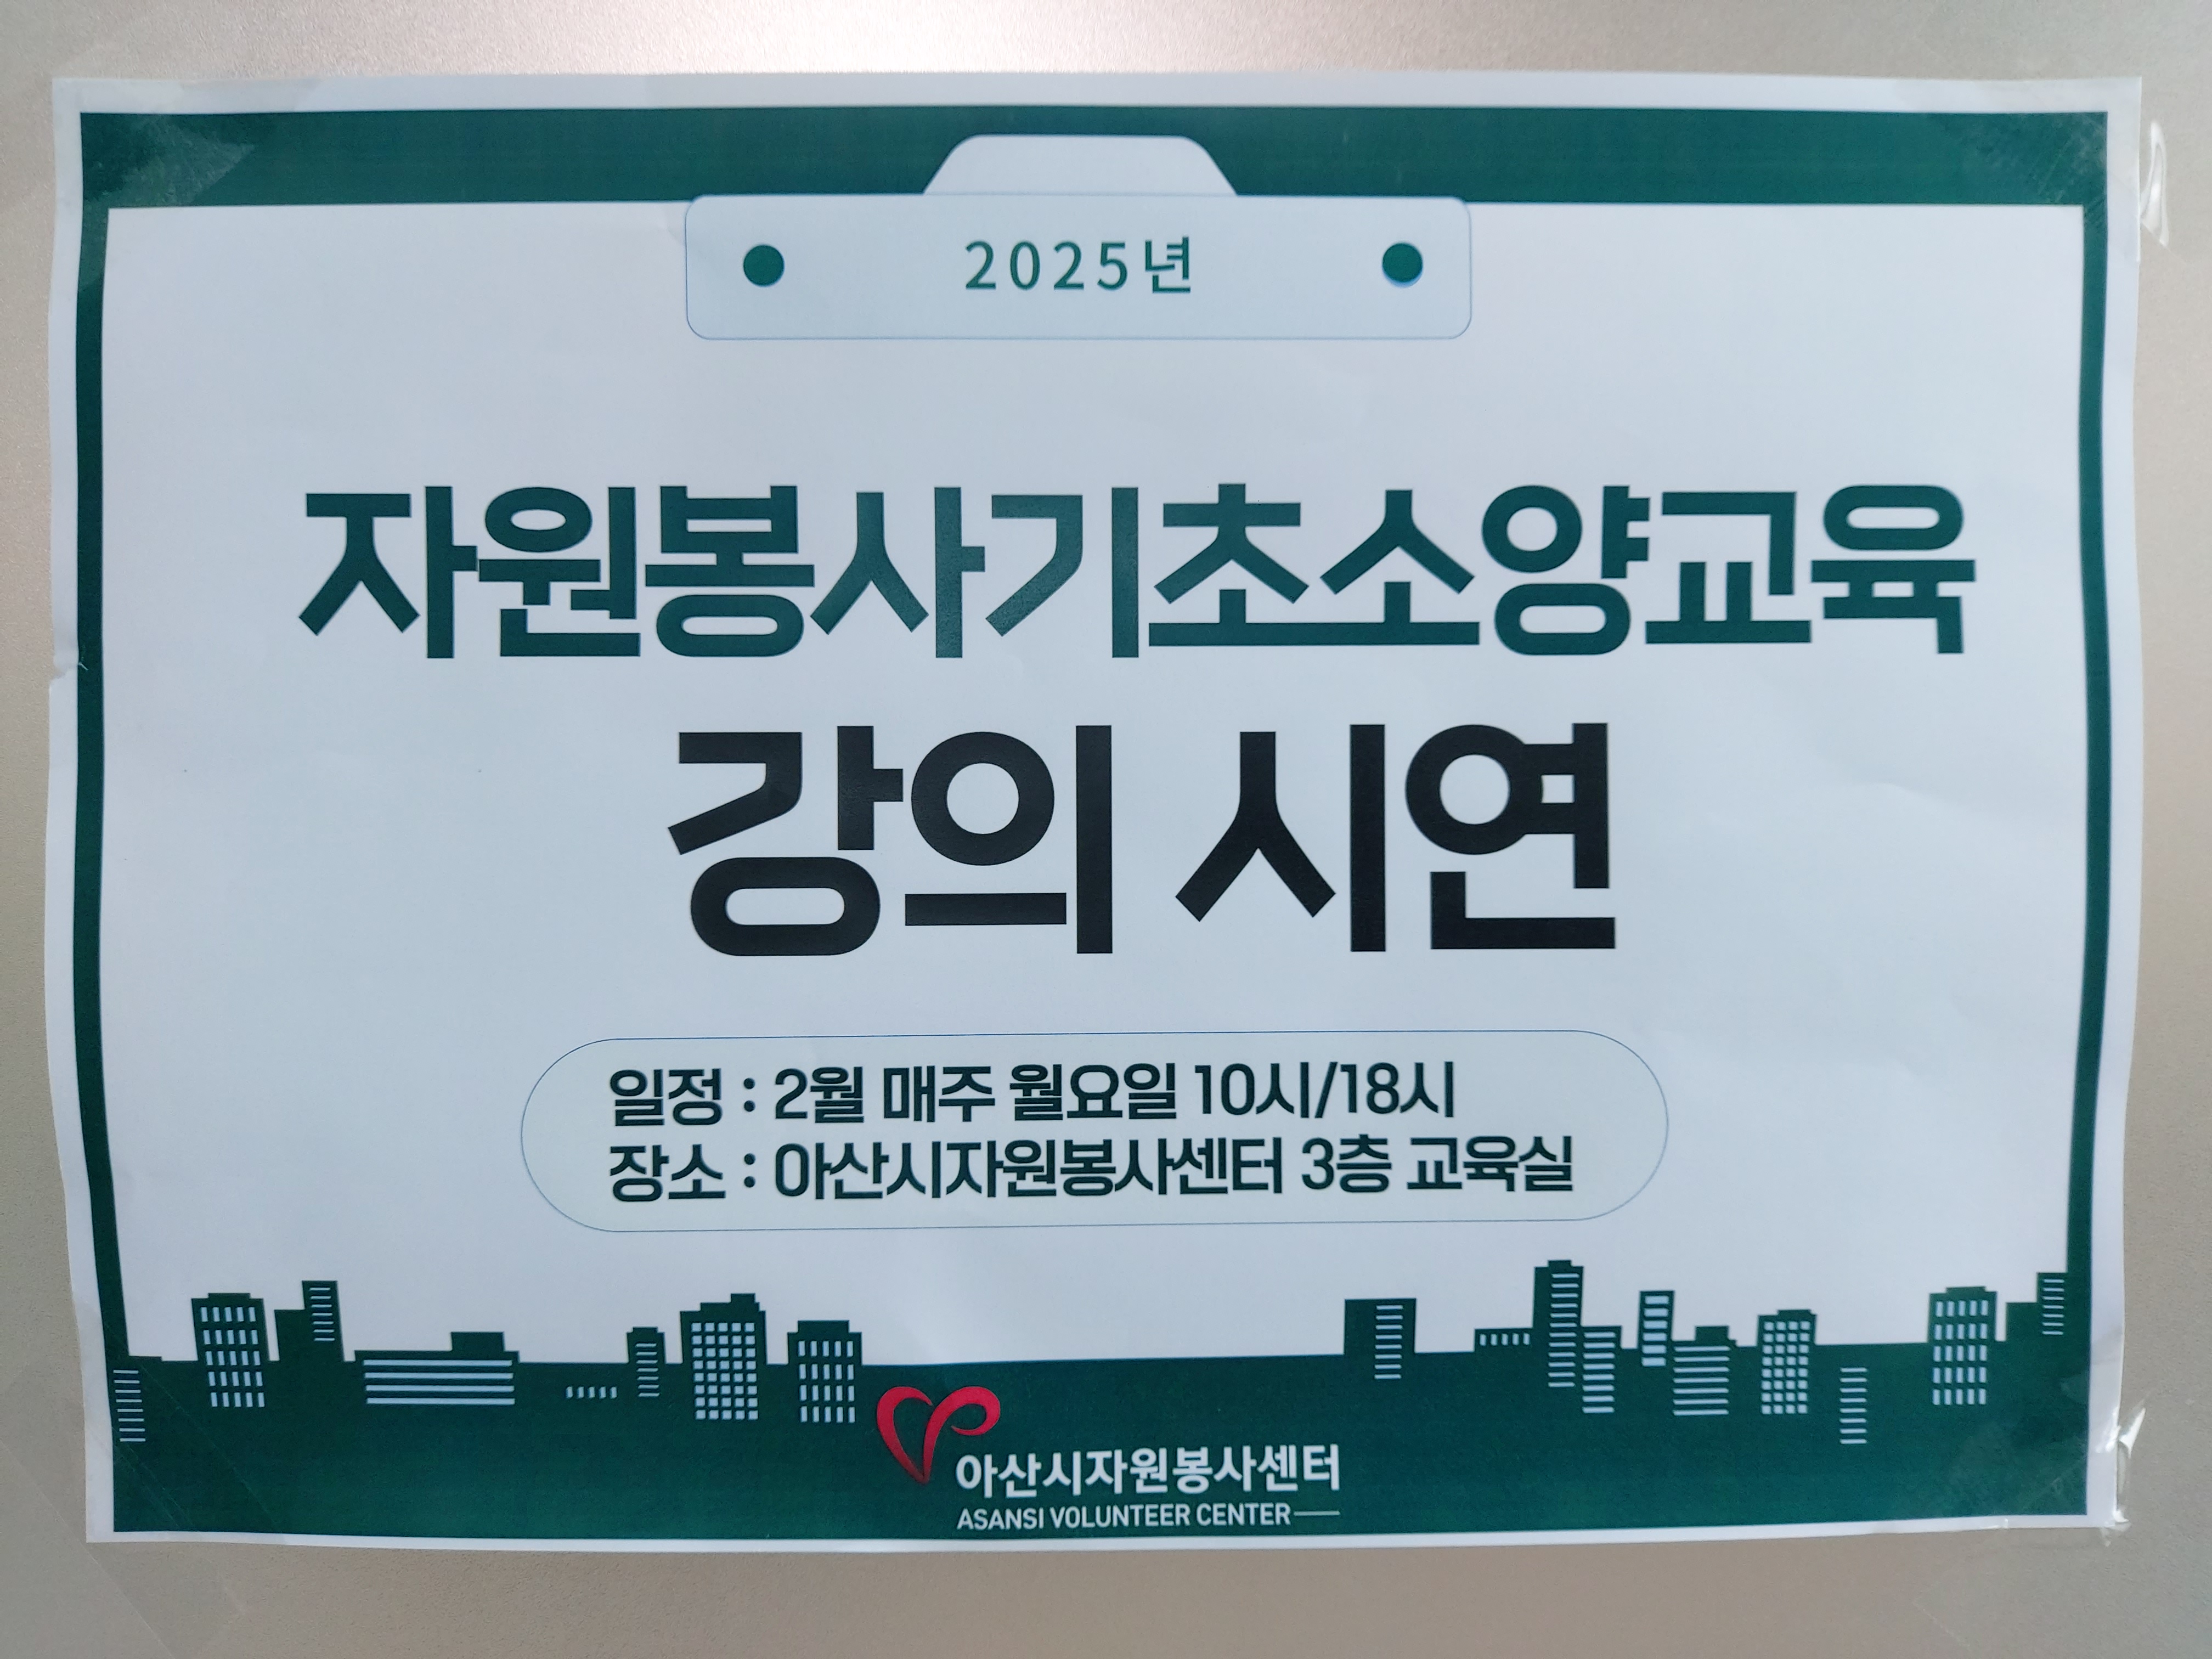 2025년
자원봉사기초소양교육
강의 시연
일정 : 2월 매주 월요일 10시/18시
장소 : 아산시자원봉사센터 3층 교육실
아산시자원봉사센터
ASANSI VOLUNTEER CENTER